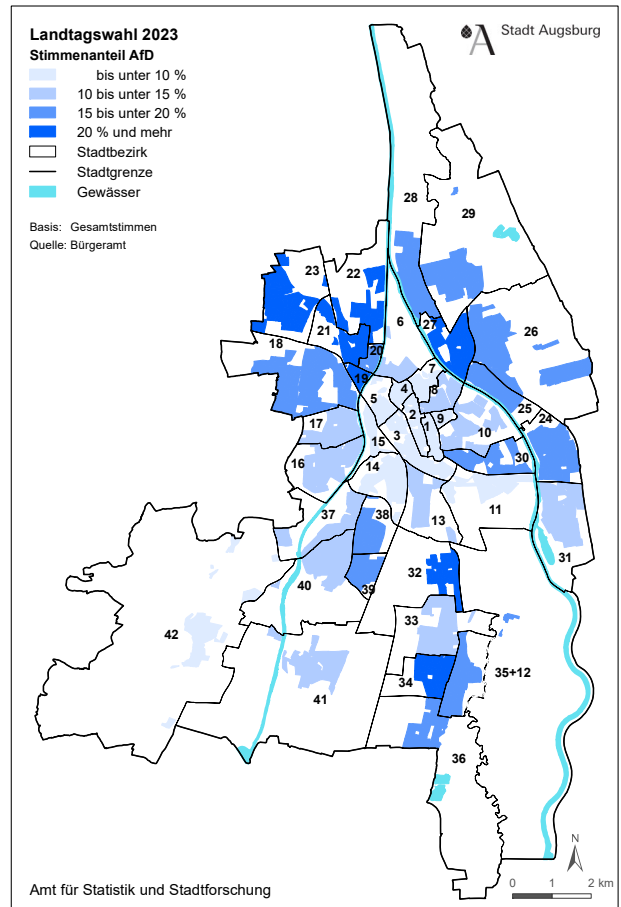 Landtagswahl 2023
Stimmenanteil AfD
bis unter 10 %
10 bis unter 15 %
15 bis unter 20 %
20 % und mehr
Stadtbezirk
Stadtgrenze
Gewässer
Basis: Gesamtstimmen
Quelle: Bürgeramt
Stadt Augsburg
28
29
23
22
6
27
26
21
18
20
19
7
4
8
5
2
25
24
17
9
1
10
3
15
30
16
14
11
37
38
13
31
32
40
39
33
42
34
35+12
41
36
N
0 1 2 km
Amt für Statistik und Stadtforschung